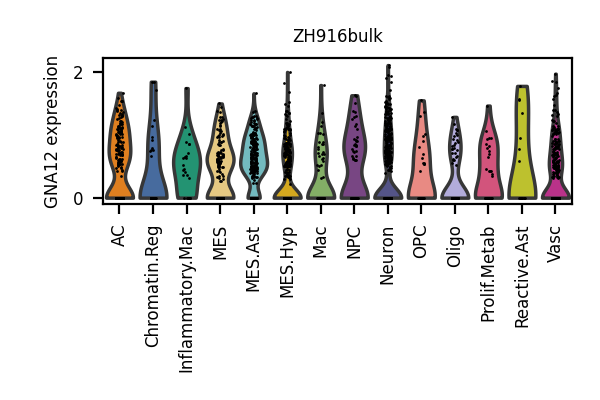 ZH916bulk
GNA12 expression
2
0
AC
Chromatin.Reg
Inflammatory.Mac
MES
MES.Ast
MES.Hyp
Mac
NPC
Neuron
OPC
Oligo
Prolif.Metab
Reactive.Ast
Vasc